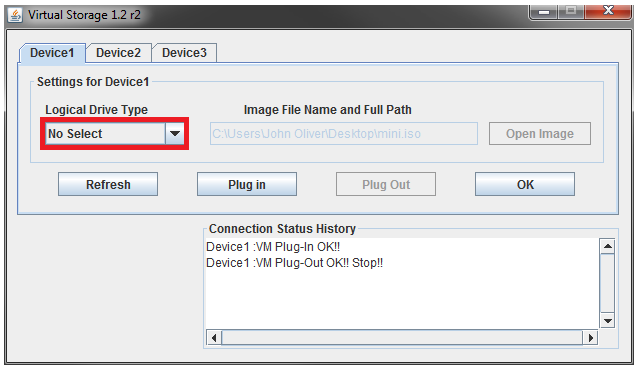 Virtual Storage 1.2 r2
Device1 Device2 Device3
Settings for Device1
Logical Drive Type Image File Name and Full Path
No Select C:\Users\John Oliver\Desktop\mini.iso Open Image
Refresh Plug in Plug Out OK
Connection Status History
Device1 :VM Plug-In OK!!
Device1 :VM Plug-Out OK!! Stop!!